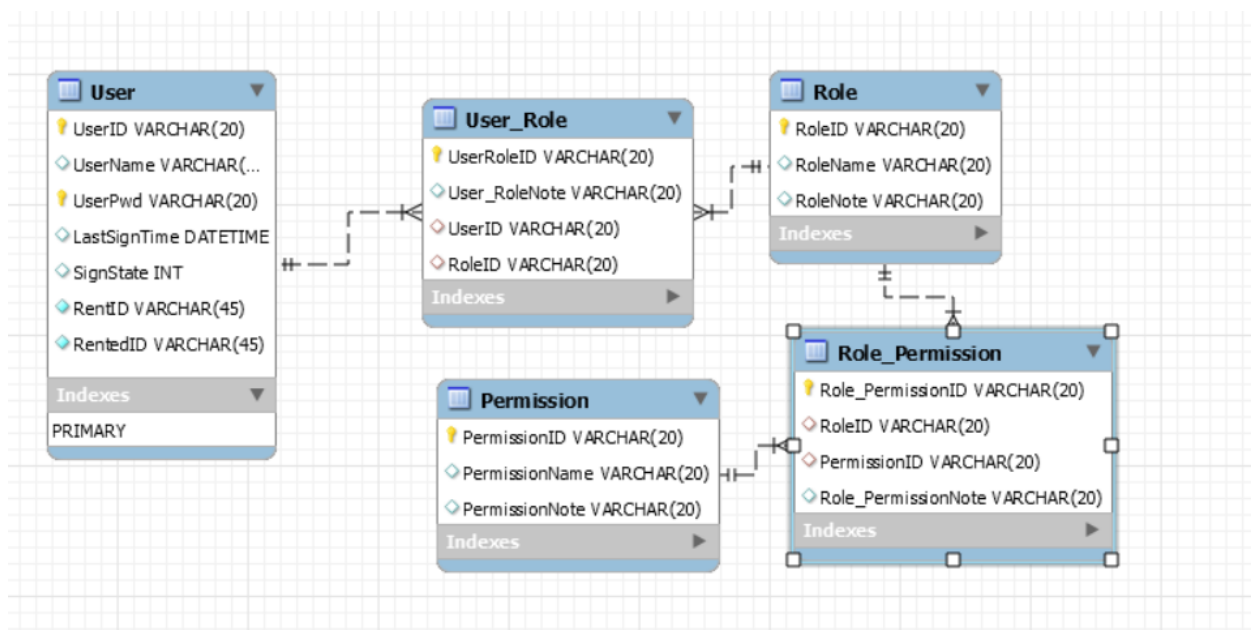 User
UserID VARCHAR(20)
UserName VARCHAR(...
UserPwd VARCHAR(20)
LastSignTime DATETIME
SignState INT
RentID VARCHAR(45)
RentedID VARCHAR(45)
Indexes
PRIMARY
User_Role
UserRoleID VARCHAR(20)
User_RoleNote VARCHAR(20)
UserID VARCHAR(20)
RoleID VARCHAR(20)
Indexes
Role
RoleID VARCHAR(20)
RoleName VARCHAR(20)
RoleNote VARCHAR(20)
Indexes
Permission
PermissionID VARCHAR(20)
PermissionName VARCHAR(20)
PermissionNote VARCHAR(20)
Indexes
Role_Permission
Role_PermissionID VARCHAR(20)
RoleID VARCHAR(20)
PermissionID VARCHAR(20)
Role_PermissionNote VARCHAR(20)
Indexes